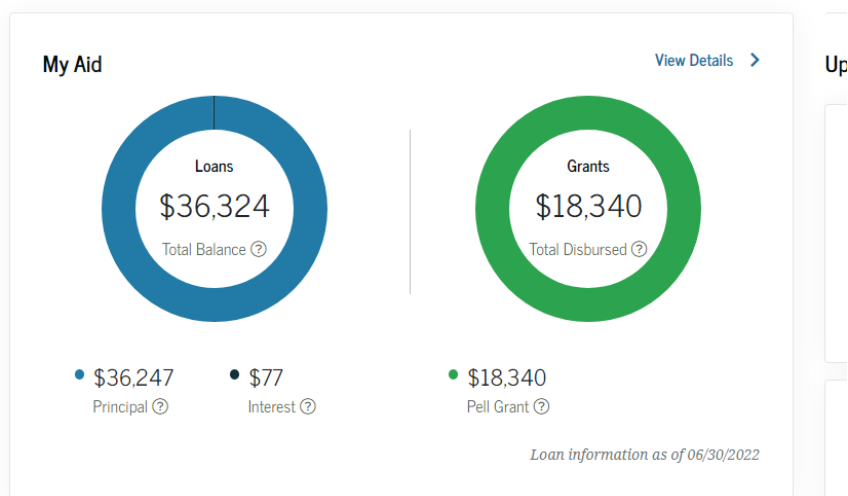 My Aid
View Details
Up
Loans
$36,324
Total Balance
Grants
$18,340
Total Disbursed
$36,247
Principal
$77
Interest
$18,340
Pell Grant
Loan information as of 06/30/2022